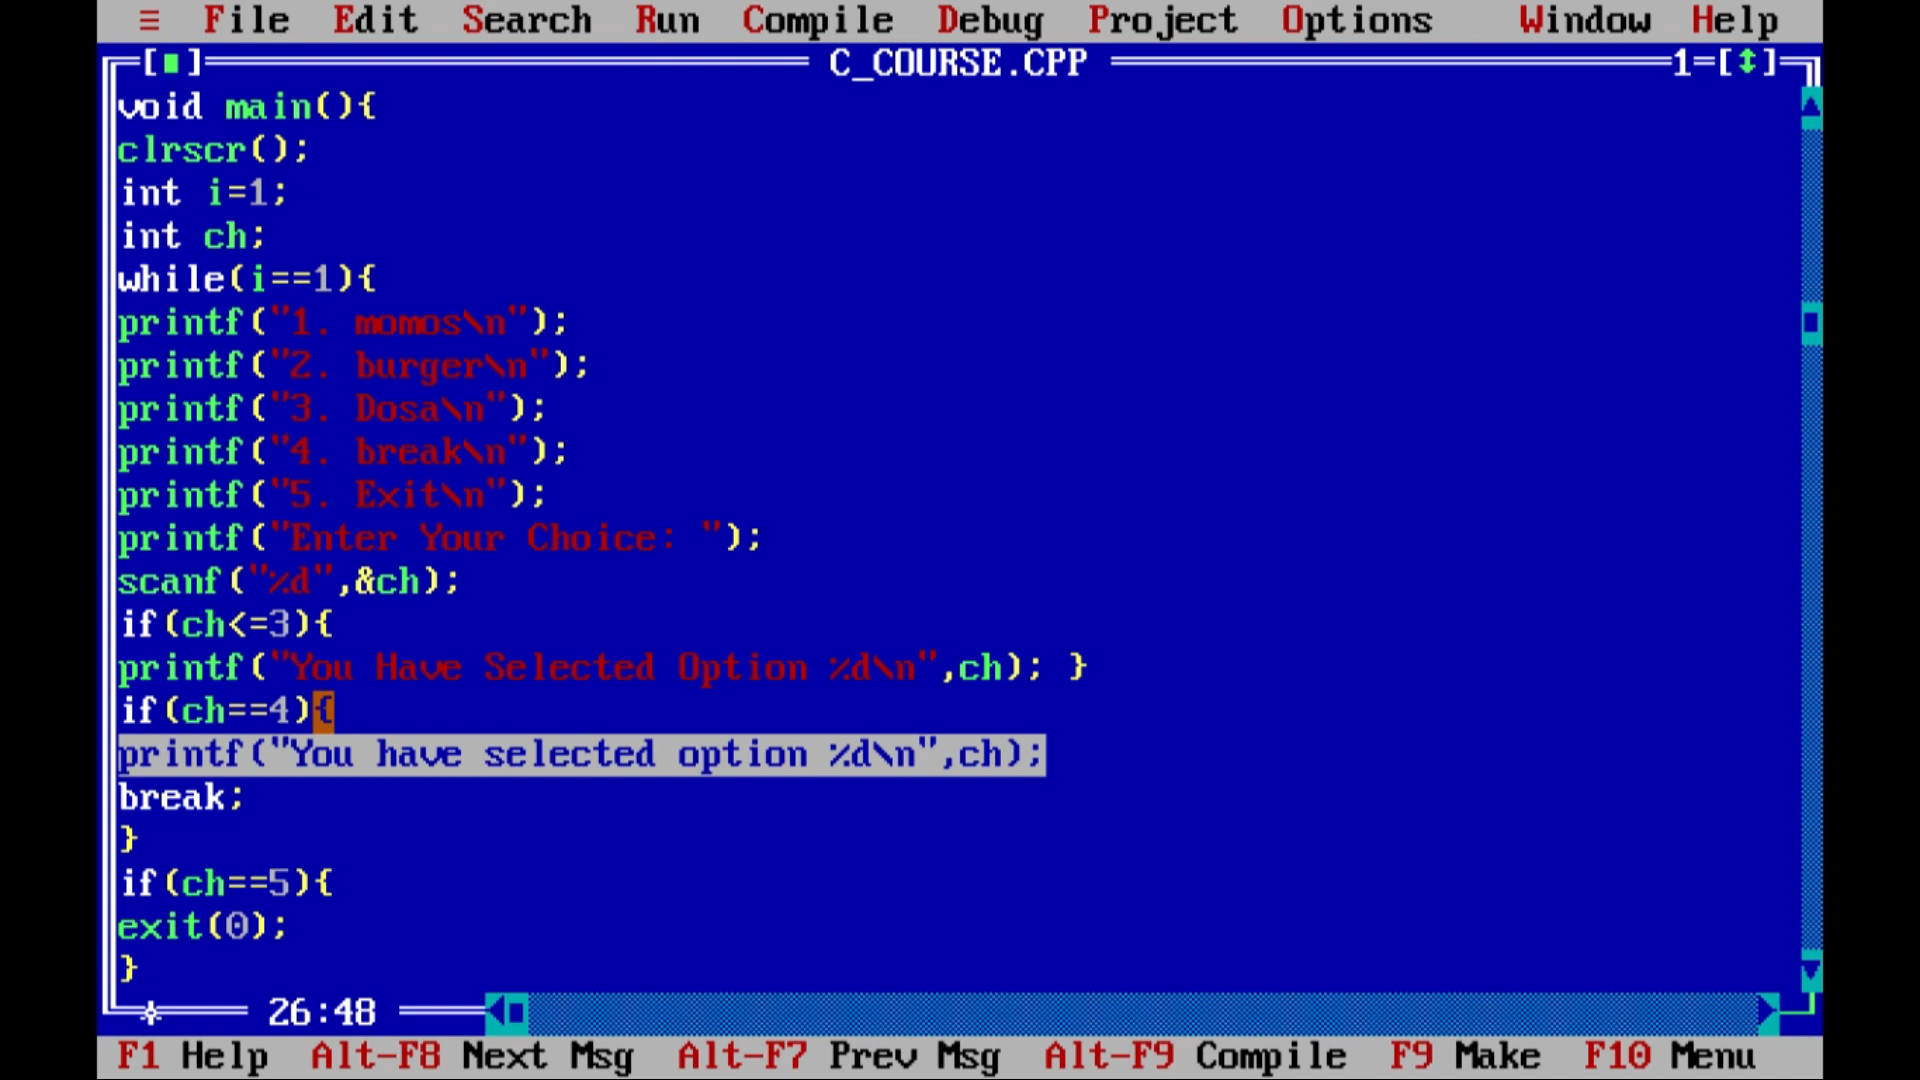 ≡ File Edit Search Run Compile Debug Project Options Window Help
[■] C_COURSE.CPP 1=[↕]
void main(){
clrscr();
int i=1;
int ch;
while(i==1){
printf("1. momos\n");
printf("2. burger\n");
printf("3. Dosa\n");
printf("4. break\n");
printf("5. Exit\n");
printf("Enter Your Choice: ");
scanf("%d",&ch);
if(ch<=3){
printf("You Have Selected Option %d\n",ch); }
if(ch==4){
printf("You have selected option %d\n",ch);
break;
}
if(ch==5){
exit(0);
}
26:48
F1 Help Alt-F8 Next Msg Alt-F7 Prev Msg Alt-F9 Compile F9 Make F10 Menu